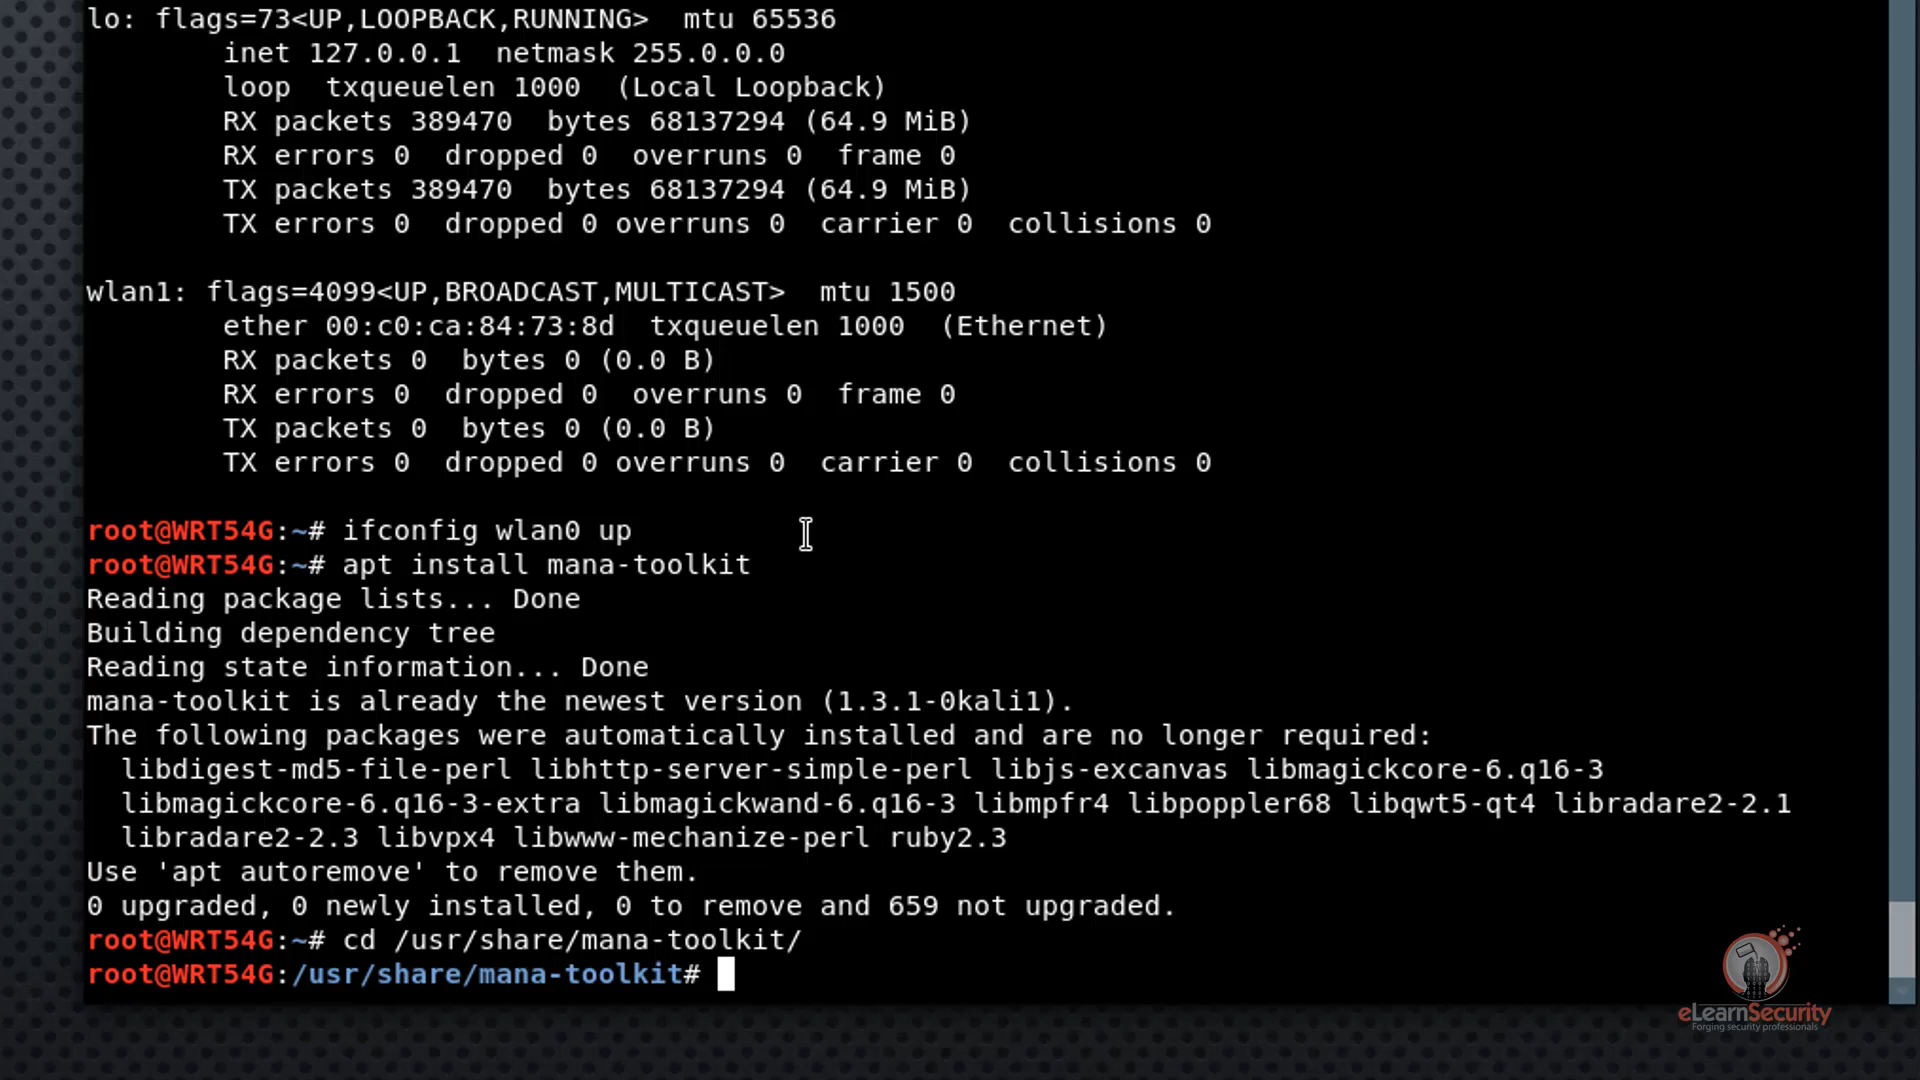 lo: flags=73<UP,LOOPBACK,RUNNING>  mtu 65536
        inet 127.0.0.1  netmask 255.0.0.0
        loop  txqueuelen 1000  (Local Loopback)
        RX packets 389470  bytes 68137294 (64.9 MiB)
        RX errors 0  dropped 0  overruns 0  frame 0
        TX packets 389470  bytes 68137294 (64.9 MiB)
        TX errors 0  dropped 0 overruns 0  carrier 0  collisions 0

wlan1: flags=4099<UP,BROADCAST,MULTICAST>  mtu 1500
        ether 00:c0:ca:84:73:8d  txqueuelen 1000  (Ethernet)
        RX packets 0  bytes 0 (0.0 B)
        RX errors 0  dropped 0  overruns 0  frame 0
        TX packets 0  bytes 0 (0.0 B)
        TX errors 0  dropped 0 overruns 0  carrier 0  collisions 0

root@WRT54G:~# ifconfig wlan0 up
root@WRT54G:~# apt install mana-toolkit
Reading package lists... Done
Building dependency tree
Reading state information... Done
mana-toolkit is already the newest version (1.3.1-0kali1).
The following packages were automatically installed and are no longer required:
  libdigest-md5-file-perl libhttp-server-simple-perl libjs-excanvas libmagickcore-6.q16-3
  libmagickcore-6.q16-3-extra libmagickwand-6.q16-3 libmpfr4 libpoppler68 libqwt5-qt4 libradare2-2.1
  libradare2-2.3 libvpx4 libwww-mechanize-perl ruby2.3
Use 'apt autoremove' to remove them.
0 upgraded, 0 newly installed, 0 to remove and 659 not upgraded.
root@WRT54G:~# cd /usr/share/mana-toolkit/
root@WRT54G:/usr/share/mana-toolkit#
eLearnSecurity
Forging security professionals